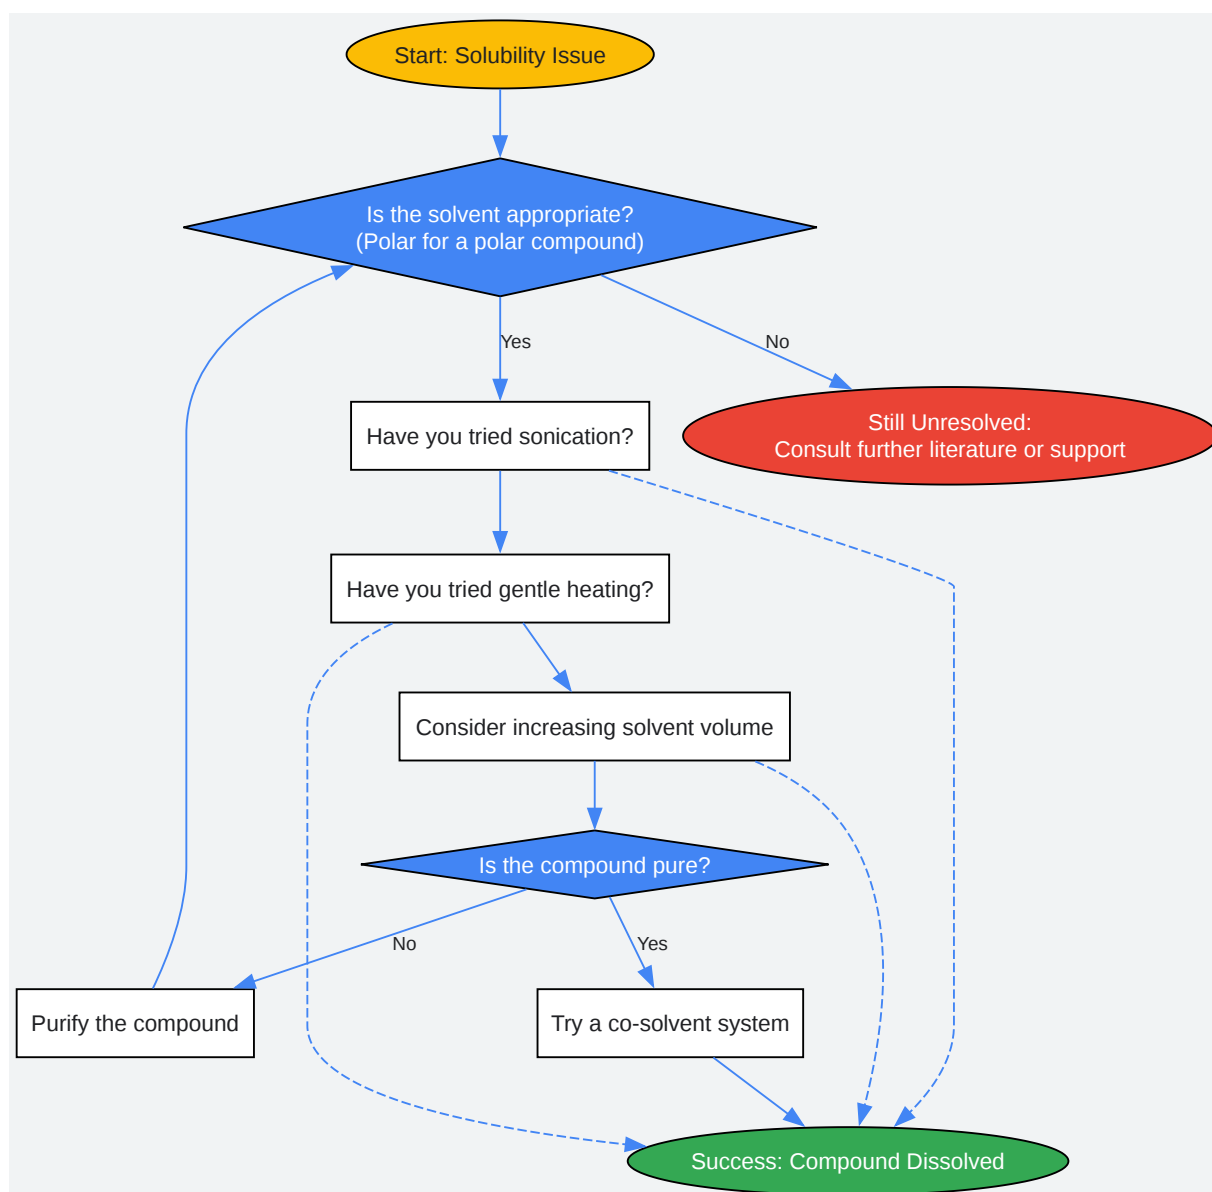 Start: Solubility Issue
Is the solvent appropriate?
(Polar for a polar compound)
Yes
No
Still Unresolved:
Consult further literature or support
Have you tried sonication?
Have you tried gentle heating?
Consider increasing solvent volume
Is the compound pure?
No
Yes
Purify the compound
Try a co-solvent system
Success: Compound Dissolved